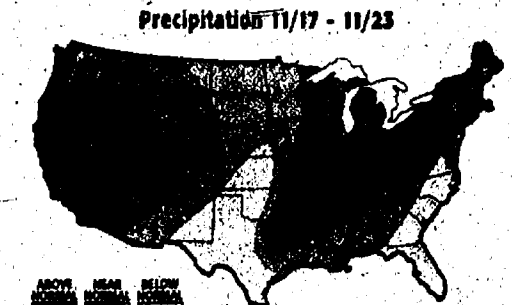 Precipitation 11/17 - 11/23
ABOVE NEAR BELOW
NORMAL NORMAL NORMAL